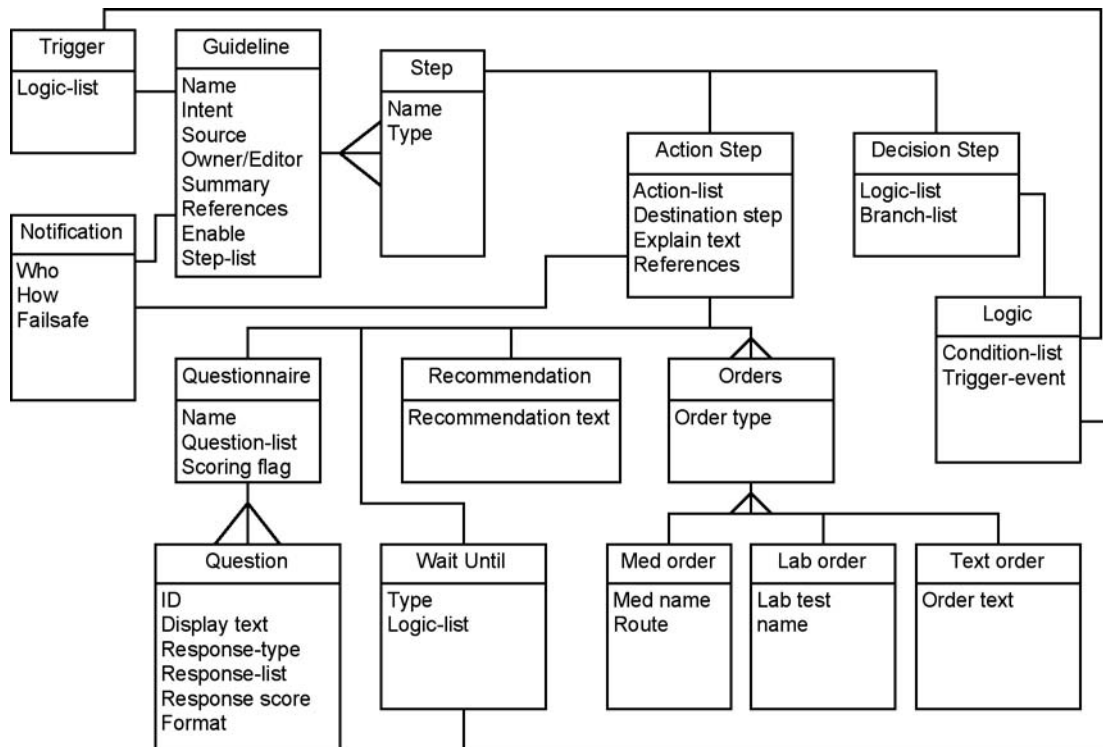 Trigger
Logic-list
Guideline
Name
Intent
Source
Owner/Editor
Summary
References
Enable
Step-list
Step
Name
Type
Action Step
Action-list
Destination step
Explain text
References
Decision Step
Logic-list
Branch-list
Notification
Who
How
Failsafe
Logic
Condition-list
Trigger-event
Questionnaire
Name
Question-list
Scoring flag
Recommendation
Recommendation text
Orders
Order type
Question
ID
Display text
Response-type
Response-list
Response score
Format
Wait Until
Type
Logic-list
Med order
Med name
Route
Lab order
Lab test
name
Text order
Order text